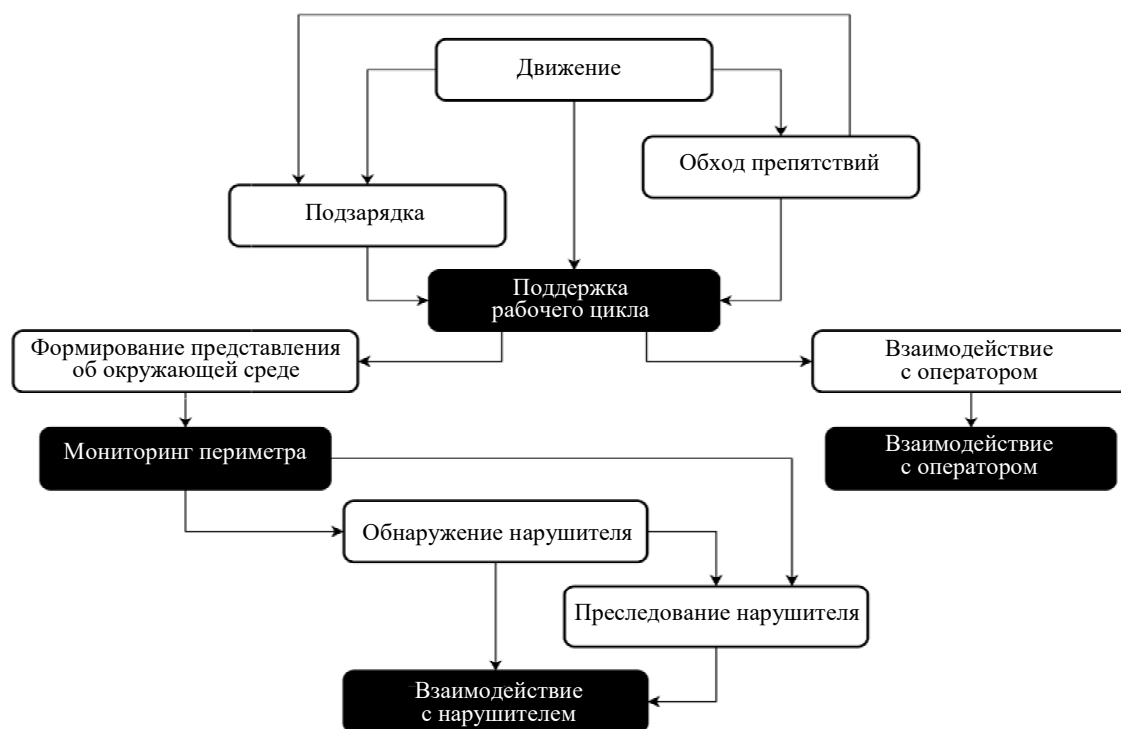 Движение
Обход препятствий
Подзарядка
Поддержка
рабочего цикла
Формирование представления
об окружающей среде
Взаимодействие
с оператором
Мониторинг периметра
Взаимодействие
с оператором
Обнаружение нарушителя
Преследование нарушителя
Взаимодействие
с нарушителем